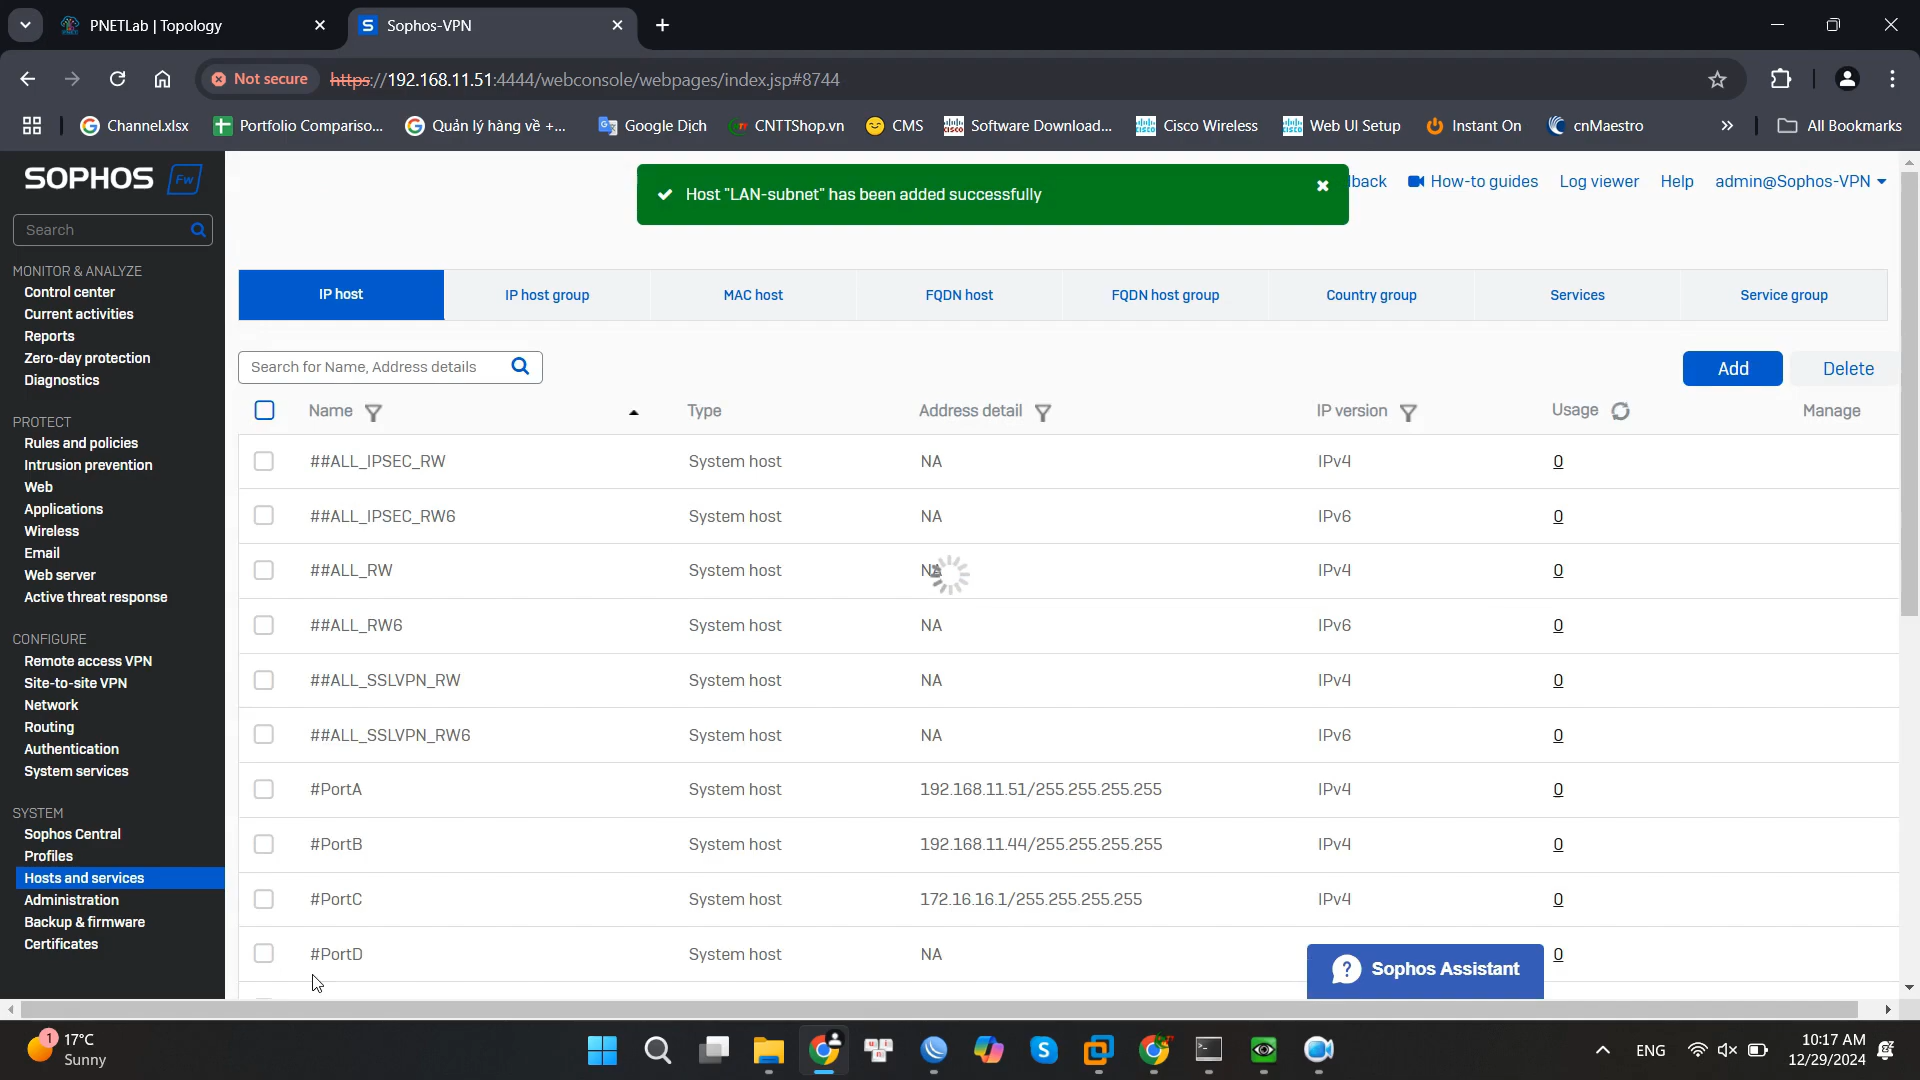 PNETLab | Topology
Sophos-VPN
Not secure
https://192.168.11.51:4444/webconsole/webpages/index.jsp#8744
Channel.xlsx
Portfolio Compariso...
Quản lý hàng về +...
Google Dịch
CNTTShop.vn
CMS
Software Download...
Cisco Wireless
Web UI Setup
Instant On
cnMaestro
All Bookmarks
SOPHOS Fw
Host "LAN-subnet" has been added successfully
back
How-to guides
Log viewer
Help
admin@Sophos-VPN
Search
MONITOR & ANALYZE
Control center
Current activities
Reports
Zero-day protection
Diagnostics
PROTECT
Rules and policies
Intrusion prevention
Web
Applications
Wireless
Email
Web server
Active threat response
CONFIGURE
Remote access VPN
Site-to-site VPN
Network
Routing
Authentication
System services
SYSTEM
Sophos Central
Profiles
Hosts and services
Administration
Backup & firmware
Certificates
IP host
IP host group
MAC host
FQDN host
FQDN host group
Country group
Services
Service group
Search for Name, Address details
Add
Delete
Name Type Address detail IP version Usage Manage
##ALL_IPSEC_RW System host NA IPv4 0
##ALL_IPSEC_RW6 System host NA IPv6 0
##ALL_RW System host NA IPv4 0
##ALL_RW6 System host NA IPv6 0
##ALL_SSLVPN_RW System host NA IPv4 0
##ALL_SSLVPN_RW6 System host NA IPv6 0
#PortA System host 192.168.11.51/255.255.255.255 IPv4 0
#PortB System host 192.168.11.44/255.255.255.255 IPv4 0
#PortC System host 172.16.16.1/255.255.255.255 IPv4 0
#PortD System host NA 0
Sophos Assistant
1
17°C
Sunny
ENG
10:17 AM
12/29/2024